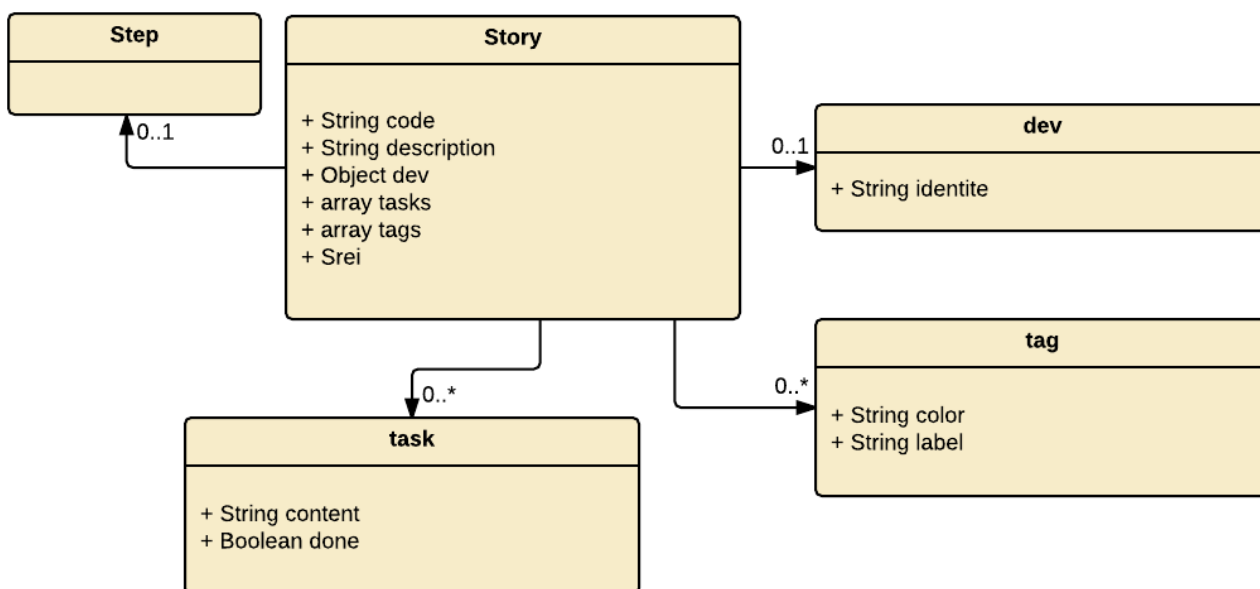 Step
Story
+ String code
+ String description
+ Object dev
+ array tasks
+ array tags
+ Srei
0..1
0..1
dev
+ String identite
0..*
tag
+ String color
+ String label
0..*
task
+ String content
+ Boolean done